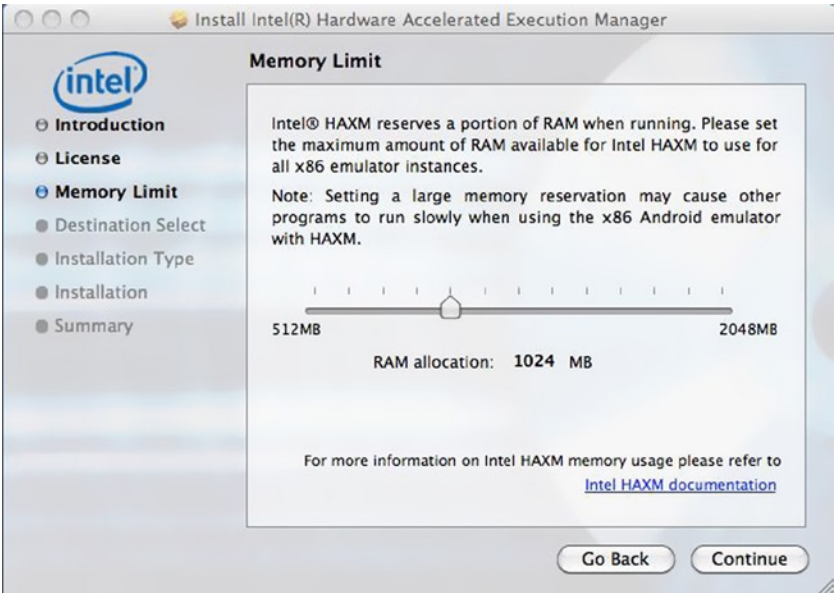 Install Intel(R) Hardware Accelerated Execution Manager
intel
Memory Limit
Introduction
License
Memory Limit
Destination Select
Installation Type
Installation
Summary
Intel® HAXM reserves a portion of RAM when running. Please set
the maximum amount of RAM available for Intel HAXM to use for
all x86 emulator instances.
Note: Setting a large memory reservation may cause other
programs to run slowly when using the x86 Android emulator
with HAXM.
512MB 2048MB
RAM allocation: 1024 MB
For more information on Intel HAXM memory usage please refer to
Intel HAXM documentation
Go Back Continue